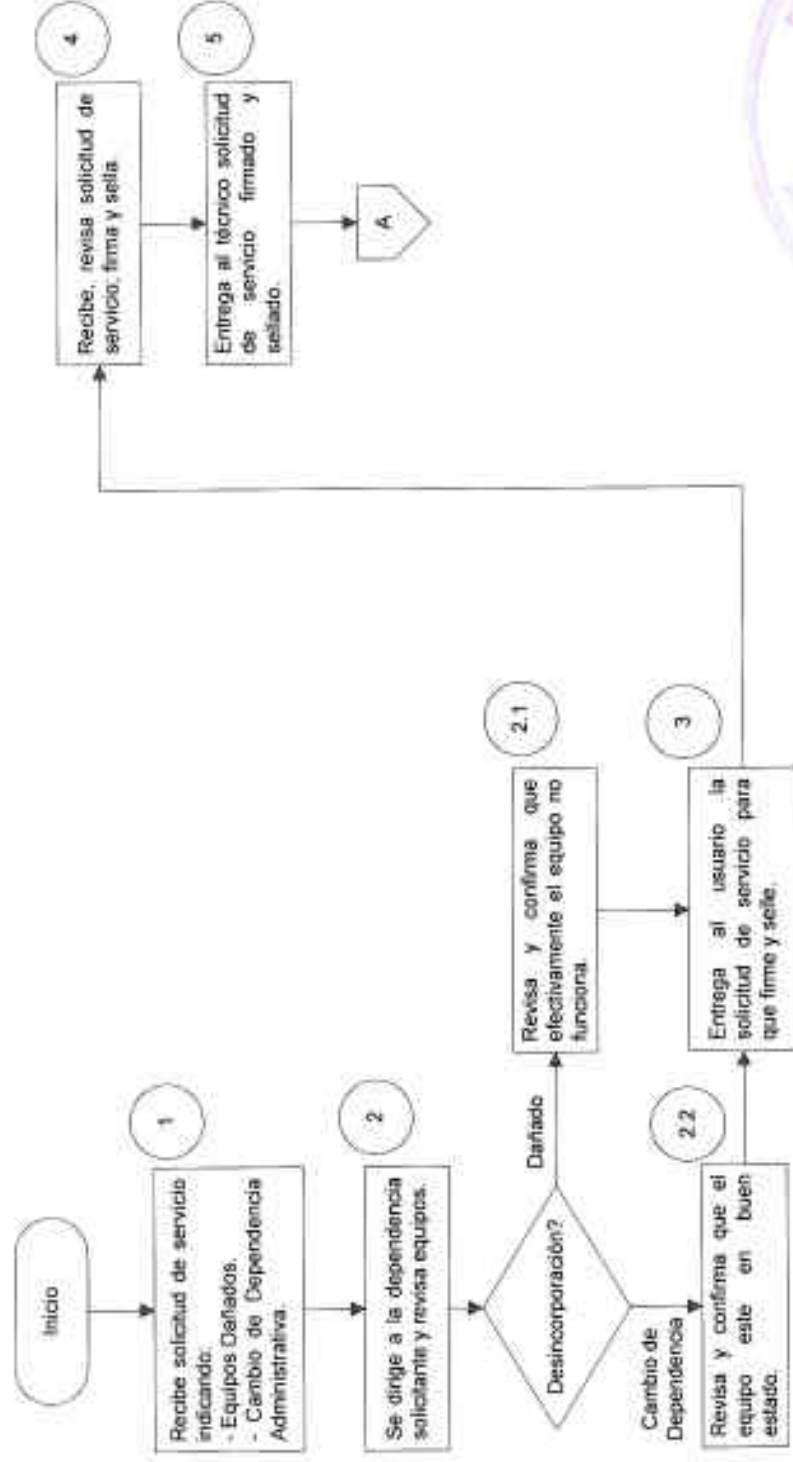 Inicio
1
Recibe solicitud de servicio
indicando:
- Equipos Dañados.
- Cambio de Dependencia
Administrativa.
2
Se dirige a la dependencia
solicitante y revisa equipos.
Desincorporación?
Dañado
Cambio de
Dependencia
2.1
Revisa y confirma que
efectivamente el equipo no
funciona.
2.2
Revisa y confirma que el
equipo este en buen
estado.
3
Entrega al usuario la
solicitud de servicio para
que firme y selle.
4
Recibe, revisa solicitud de
servicio, firma y sella.
5
Entrega al técnico solicitud
de servicio firmado y
sellado.
A